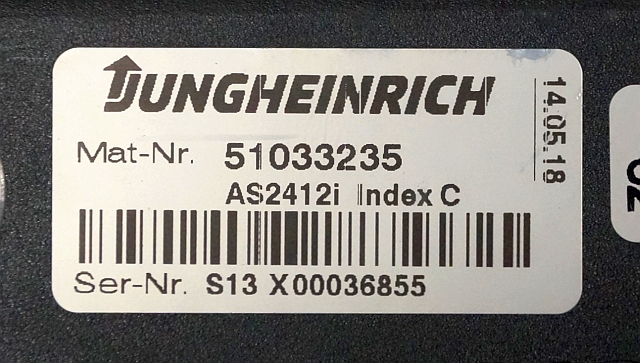 JUNGHEINRICH
14.05.18
Mat-Nr. 51033235
AS2412i Index C
Ser-Nr. S13 X00036855